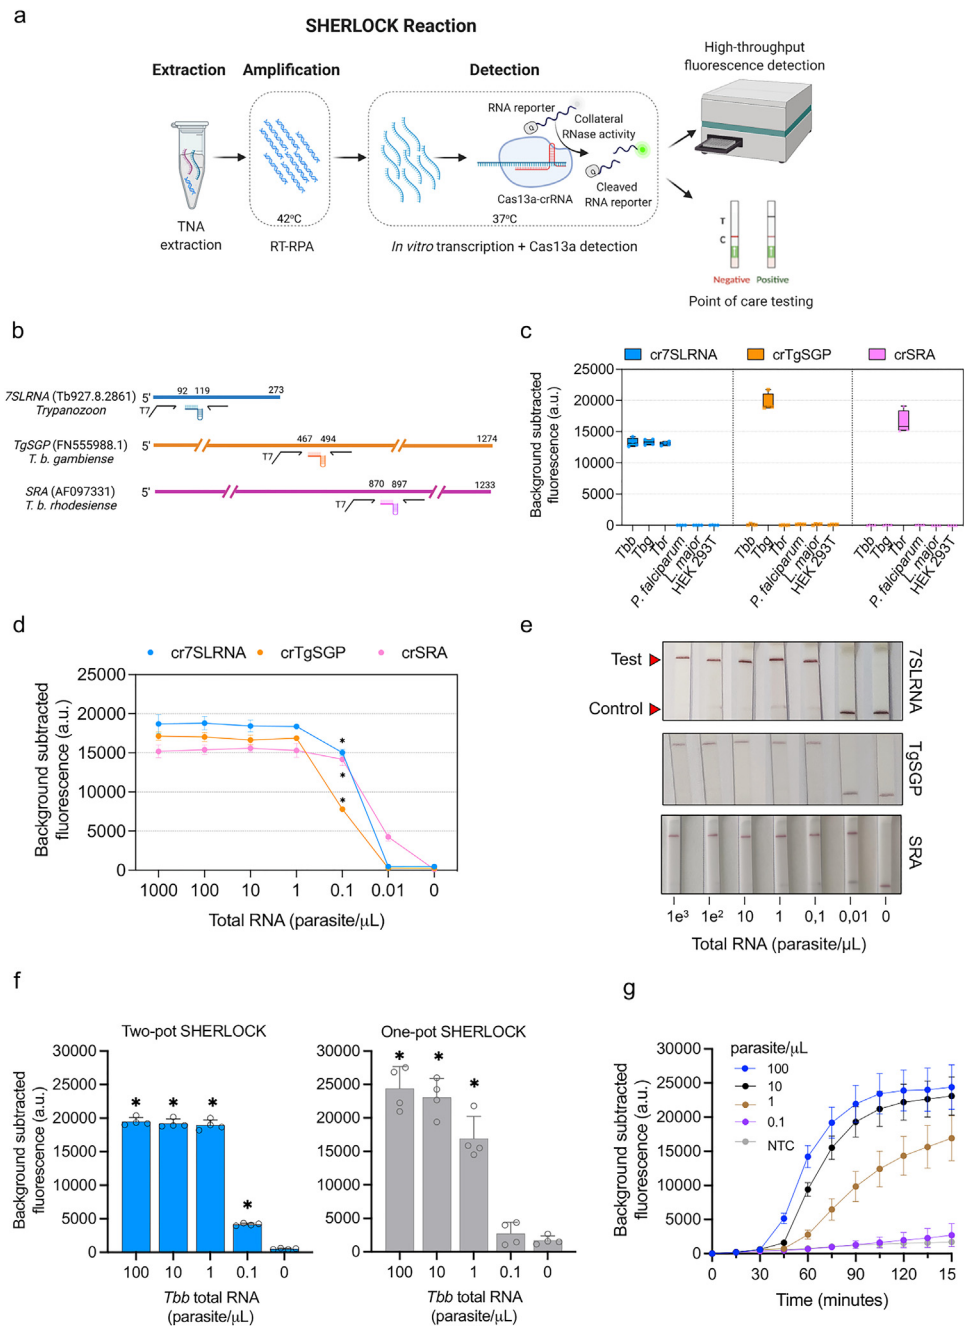 a
SHERLOCK Reaction
Extraction
Amplification
Detection
High-throughput
fluorescence detection
RNA reporter
Collateral
RNase activity
Cas13a-crRNA
Cleaved
RNA reporter
42°C
37°C
TNA
extraction
RT-RPA
In vitro transcription + Cas13a detection
T
C
Negative
Positive
Point of care testing
b
7SLRNA (Tb927.8.2861)
Trypanozoon
5'
92
119
273
T7
TgSGP (FN555988.1)
T. b. gambiense
5'
467
494
1274
T7
SRA (AF097331)
T. b. rhodesiense
5'
870
897
1233
T7
c
cr7SLRNA
crTgSGP
crSRA
Background subtracted
fluorescence (a.u.)
25000
20000
15000
10000
5000
0
Tbb
Tbg
Tbr
P. falciparum
L. major
HEK 293T
Tbb
Tbg
Tbr
P. falciparum
L. major
HEK 293T
Tbb
Tbg
Tbr
P. falciparum
L. major
HEK 293T
d
cr7SLRNA
crTgSGP
crSRA
Background subtracted
fluorescence (a.u.)
25000
20000
15000
10000
5000
0
*
*
*
1000
100
10
1
0.1
0.01
0
Total RNA (parasite/µL)
e
Test
Control
7SLRNA
TgSGP
SRA
1e³
1e²
10
1
0,1
0,01
0
Total RNA (parasite/µL)
f
Two-pot SHERLOCK
Background subtracted
fluorescence (a.u.)
30000
25000
20000
15000
10000
5000
0
*
*
*
*
100
10
1
0.1
0
Tbb total RNA
(parasite/µL)
One-pot SHERLOCK
30000
25000
20000
15000
10000
5000
0
*
*
*
100
10
1
0.1
0
Tbb total RNA
(parasite/µL)
g
Background subtracted
fluorescence (a.u.)
30000
25000
20000
15000
10000
5000
0
parasite/µL
100
10
1
0.1
NTC
0
30
60
90
120
15
Time (minutes)